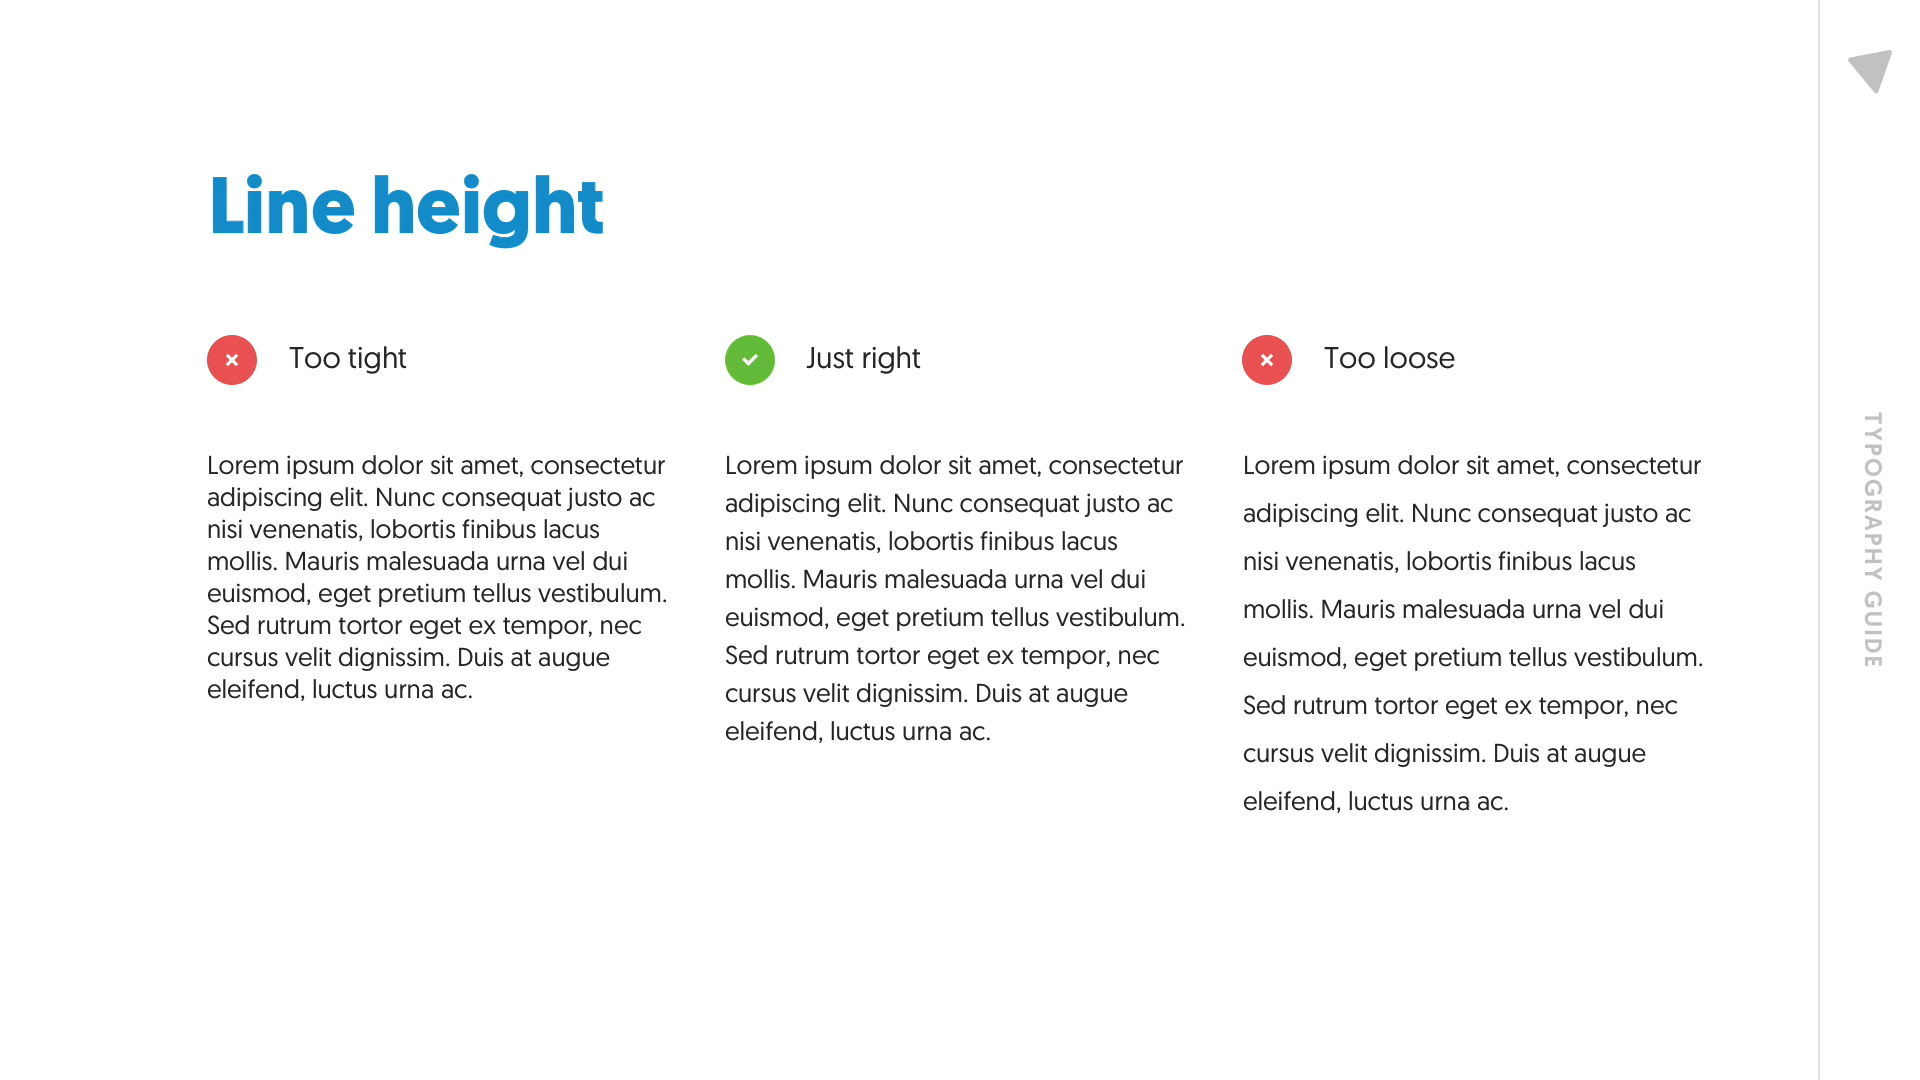 Line height
Too tight
Lorem ipsum dolor sit amet, consectetur
adipiscing elit. Nunc consequat justo ac
nisi venenatis, lobortis finibus lacus
mollis. Mauris malesuada urna vel dui
euismod, eget pretium tellus vestibulum.
Sed rutrum tortor eget ex tempor, nec
cursus velit dignissim. Duis at augue
eleifend, luctus urna ac.
Just right
Lorem ipsum dolor sit amet, consectetur
adipiscing elit. Nunc consequat justo ac
nisi venenatis, lobortis finibus lacus
mollis. Mauris malesuada urna vel dui
euismod, eget pretium tellus vestibulum.
Sed rutrum tortor eget ex tempor, nec
cursus velit dignissim. Duis at augue
eleifend, luctus urna ac.
Too loose
Lorem ipsum dolor sit amet, consectetur
adipiscing elit. Nunc consequat justo ac
nisi venenatis, lobortis finibus lacus
mollis. Mauris malesuada urna vel dui
euismod, eget pretium tellus vestibulum.
Sed rutrum tortor eget ex tempor, nec
cursus velit dignissim. Duis at augue
eleifend, luctus urna ac.
TYPOGRAPHY GUIDE